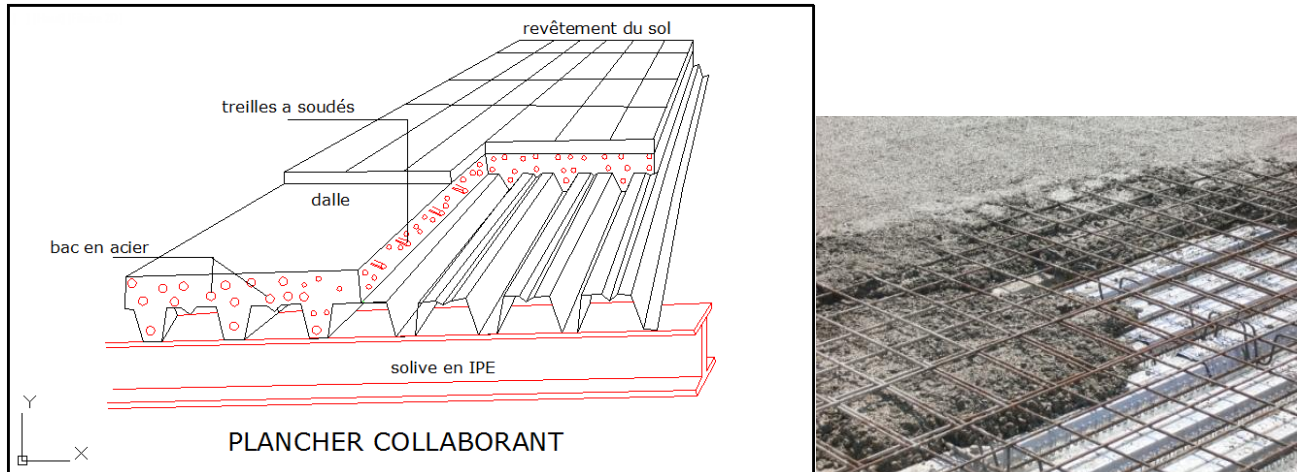 revêtement du sol
treilles a soudés
dalle
bac en acier
solive en IPE
Y
X
PLANCHER COLLABORANT